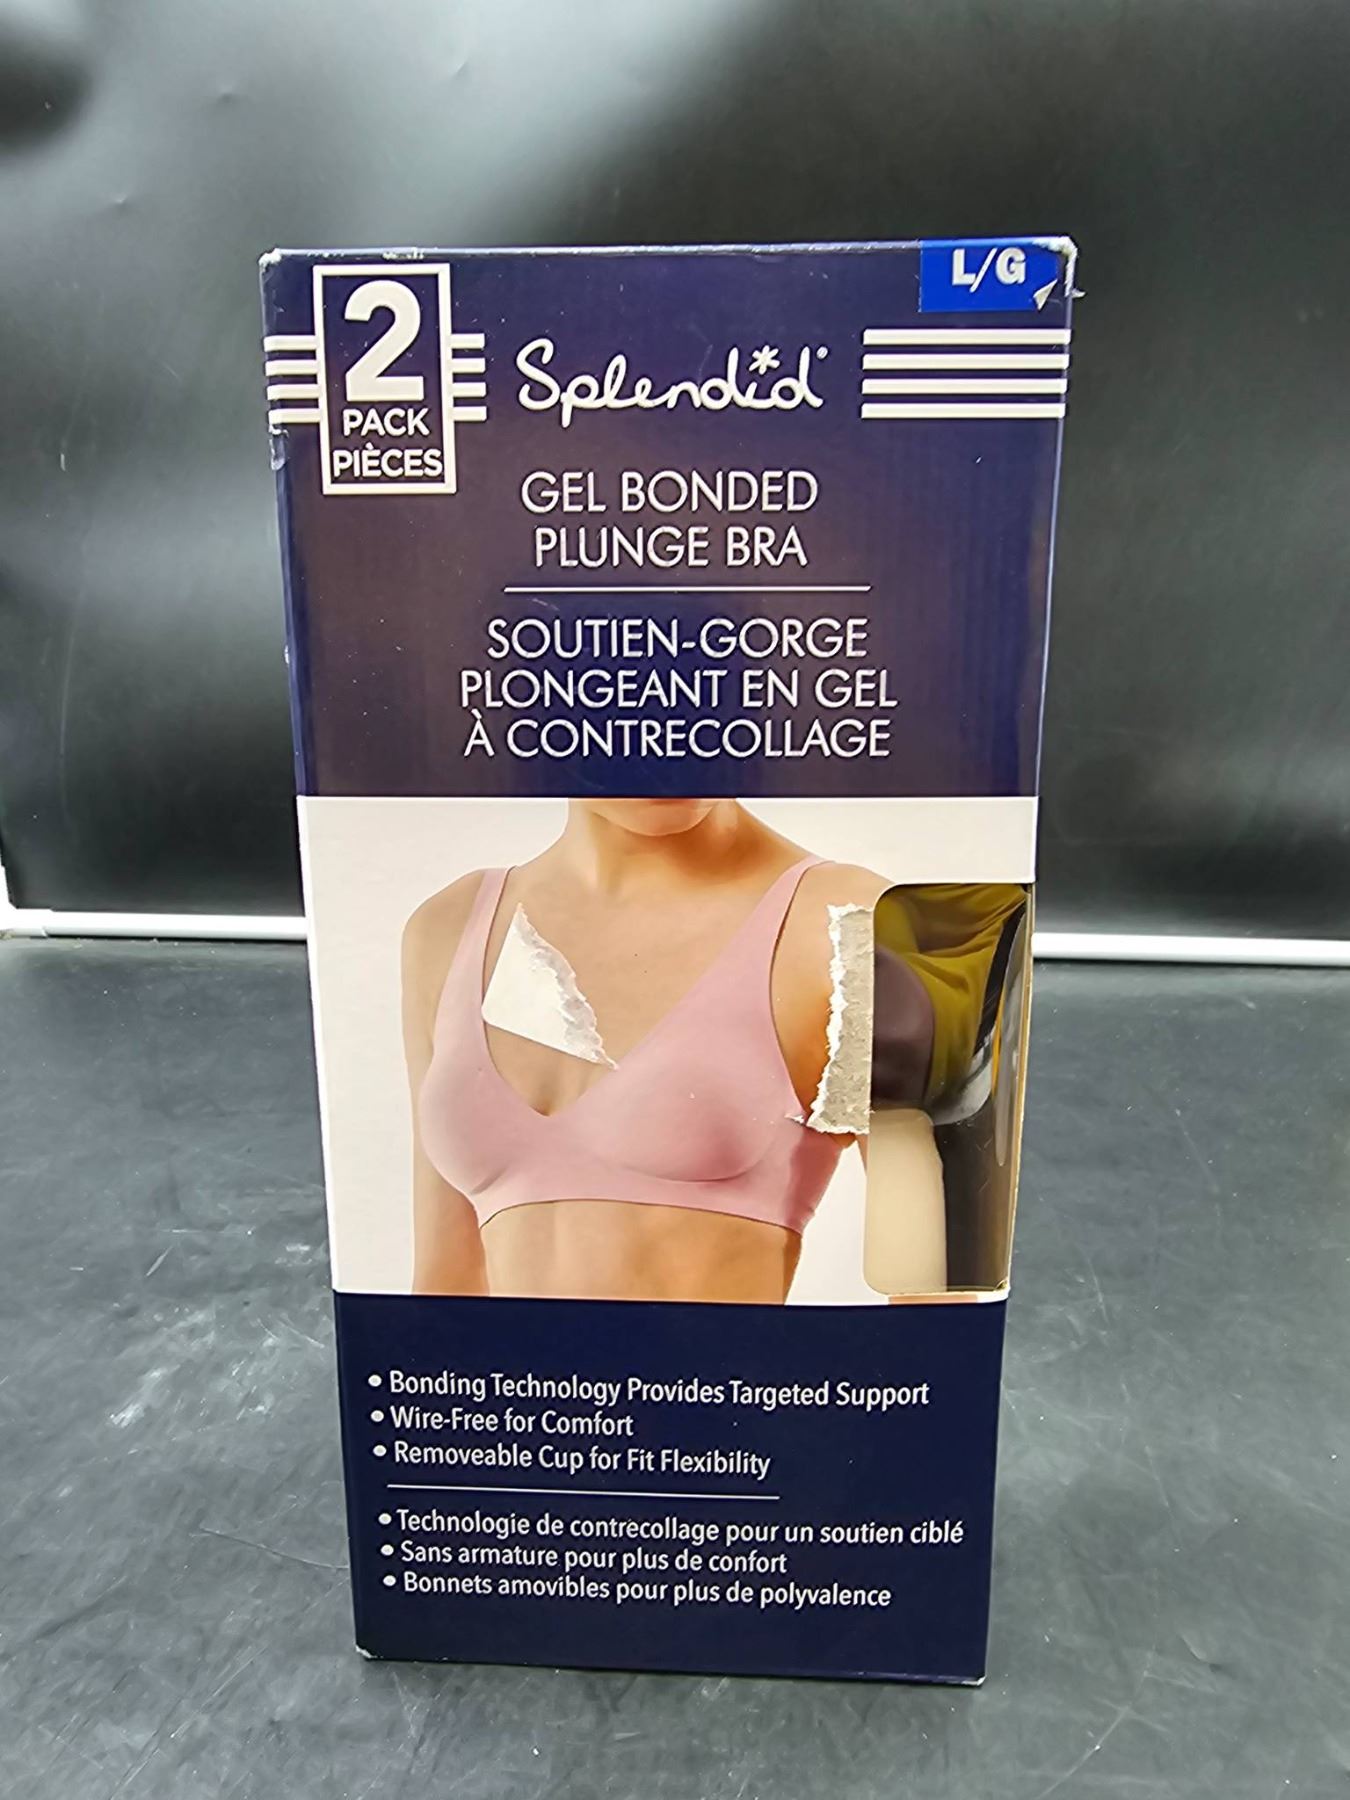 L/G
2
PACK
PIÈCES
Splendid®
GEL BONDED
PLUNGE BRA
SOUTIEN-GORGE
PLONGEANT EN GEL
À CONTRECOLLAGE
• Bonding Technology Provides Targeted Support
• Wire-Free for Comfort
• Removeable Cup for Fit Flexibility
• Technologie de contrecollage pour un soutien ciblé
• Sans armature pour plus de confort
• Bonnets amovibles pour plus de polyvalence